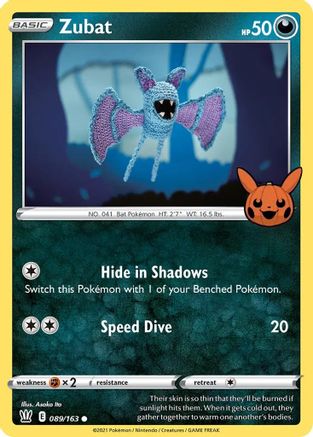 BASIC Zubat HP 50
NO. 041 Bat Pokémon HT: 2'7" WT: 16.5 lbs.
Hide in Shadows
Switch this Pokémon with 1 of your Benched Pokémon.
Speed Dive 20
weakness ×2 resistance retreat
Illus. Asako Ito
E 089/163
Their skin is so thin that they'll be burned if
sunlight hits them. When it gets cold out, they
gather together to warm one another's bodies.
©2021 Pokémon / Nintendo / Creatures / GAME FREAK